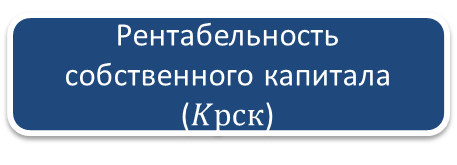 Рентабельность
собственного капитала
(Крск)